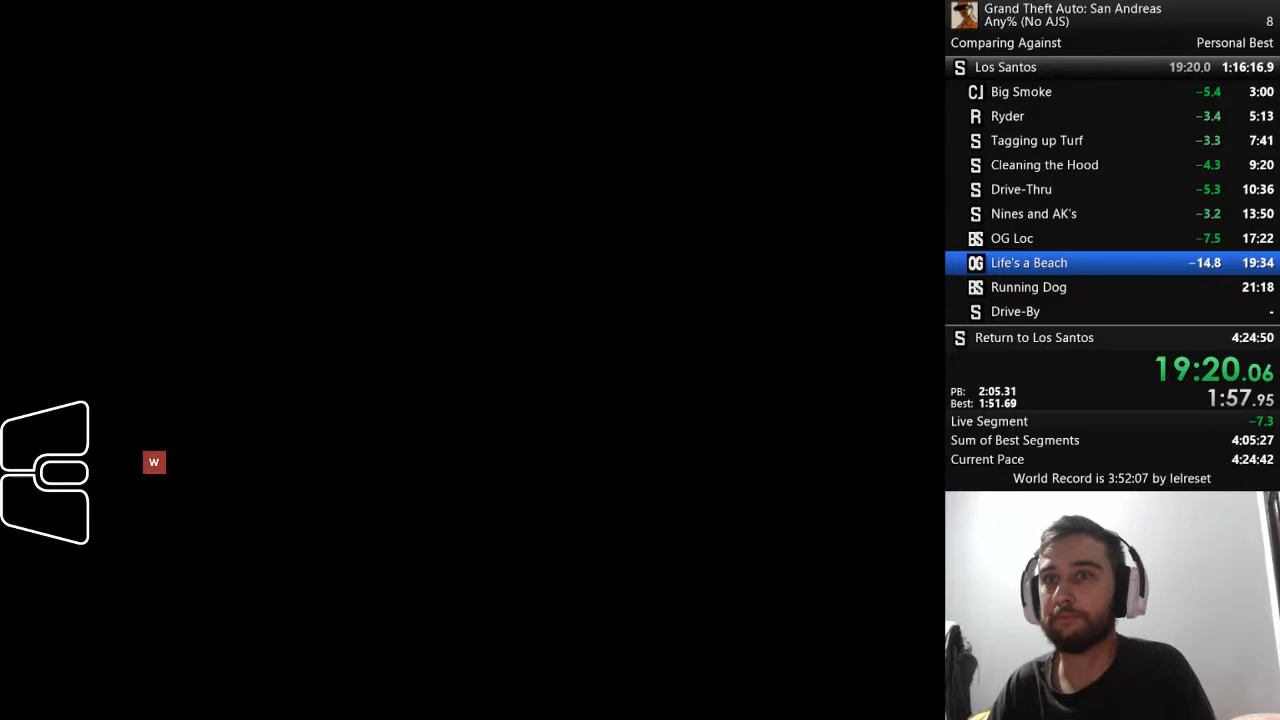 Grand Theft Auto: San Andreas
Any% (No AJS) 8
Comparing Against Personal Best
S Los Santos 19:20.0 1:16:16.9
CJ Big Smoke −5.4 3:00
R Ryder −3.4 5:13
S Tagging up Turf −3.3 7:41
S Cleaning the Hood −4.3 9:20
S Drive-Thru −5.3 10:36
S Nines and AK's −3.2 13:50
BS OG Loc −7.5 17:22
OG Life's a Beach −14.8 19:34
BS Running Dog 21:18
S Drive-By -
S Return to Los Santos 4:24:50
19:20.06
PB: 2:05.31
Best: 1:51.69
1:57.95
Live Segment −7.3
Sum of Best Segments 4:05:27
Current Pace 4:24:42
World Record is 3:52:07 by lelreset
W